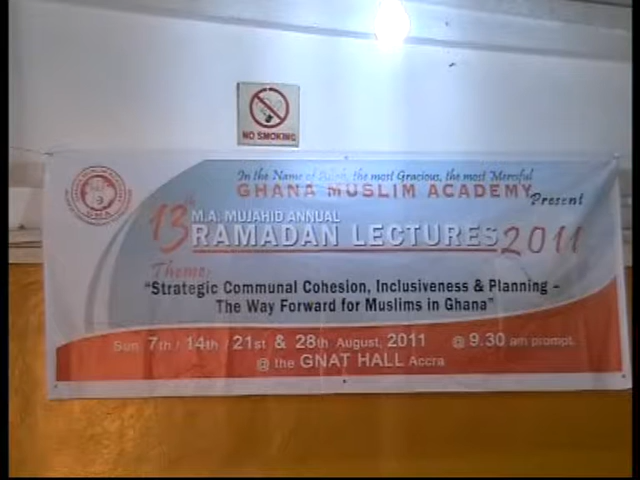 NO SMOKING
In the Name of Allah, the most Gracious, the most Merciful
GHANA MUSLIM ACADEMY
Present
13th M.A. MUJAHID ANNUAL
RAMADAN LECTURES 2011
Theme:
"Strategic Communal Cohesion, Inclusiveness & Planning –
The Way Forward for Muslims in Ghana"
Sun 7th / 14th / 21st & 28th August, 2011 @ 9.30 am prompt.
@ the GNAT HALL Accra